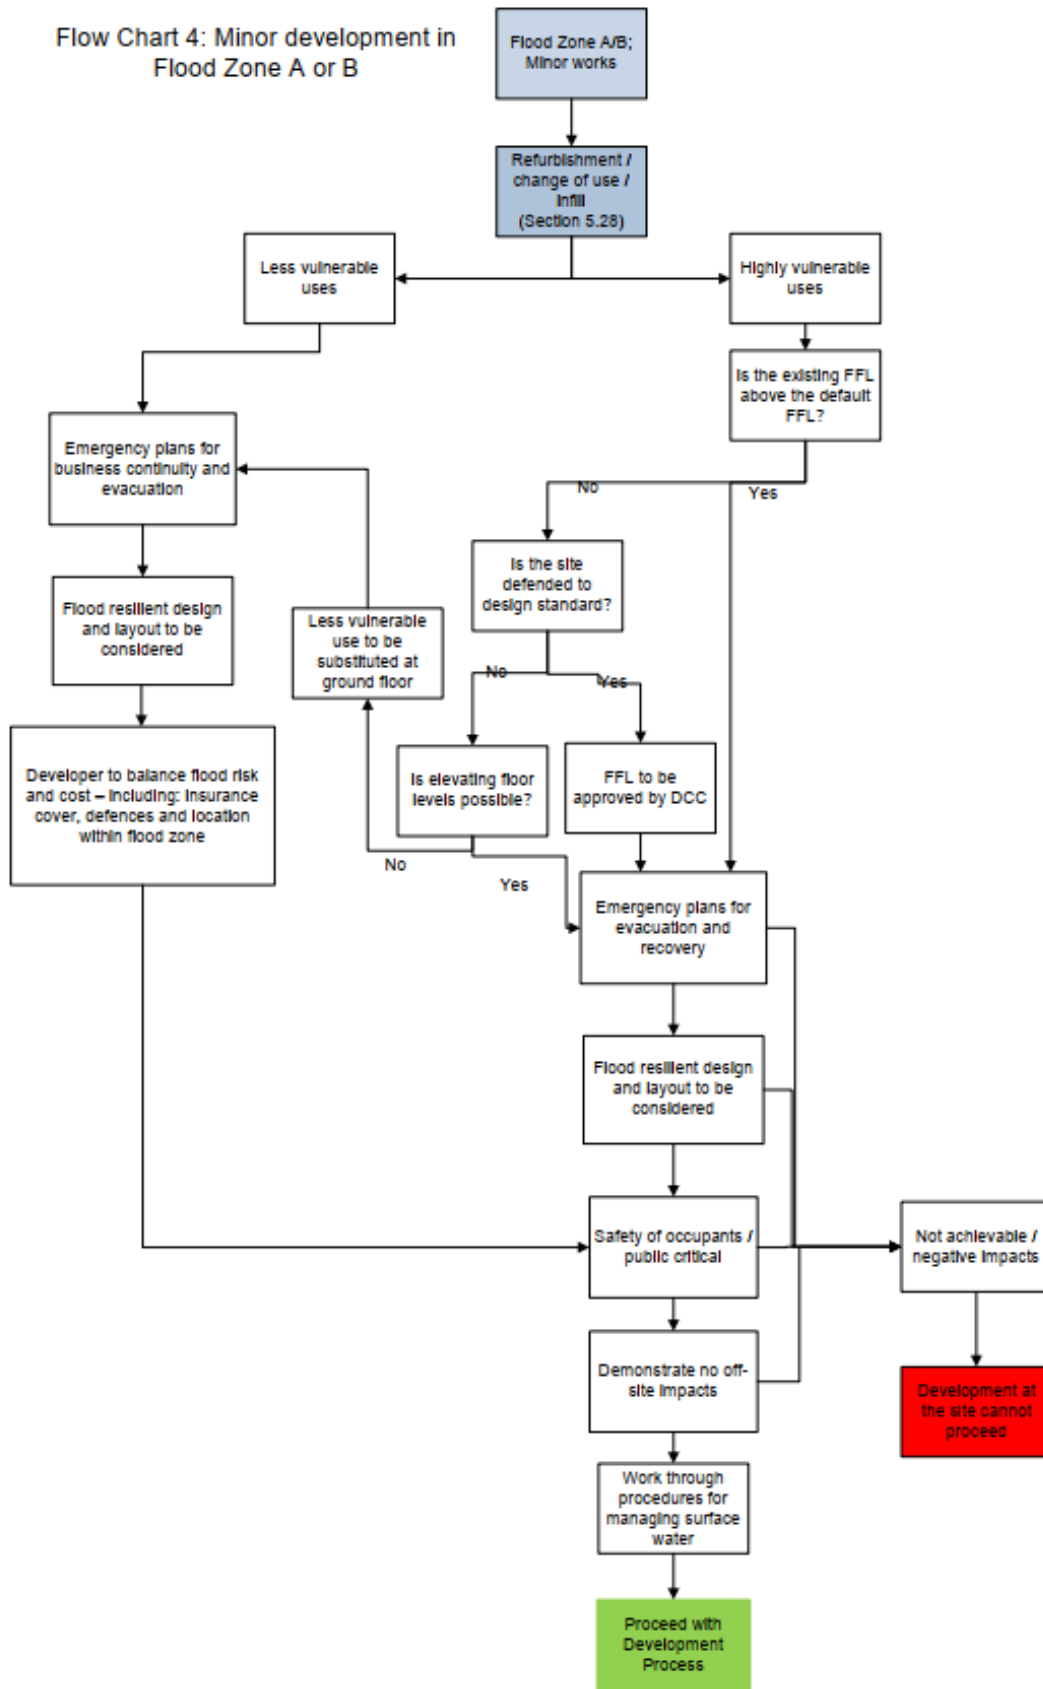 Flow Chart 4: Minor development in
Flood Zone A or B
Flood Zone A/B;
Minor works
Refurbishment /
change of use /
Infill
(Section 5.28)
Less vulnerable
uses
Highly vulnerable
uses
Is the existing FFL
above the default
FFL?
Emergency plans for
business continuity and
evacuation
No
Yes
Is the site
defended to
design standard?
Flood resilient design
and layout to be
considered
Less vulnerable
use to be
substituted at
ground floor
No
Yes
Developer to balance flood risk
and cost – Including: Insurance
cover, defences and location
within flood zone
Is elevating floor
levels possible?
FFL to be
approved by DCC
No
Yes
Emergency plans for
evacuation and
recovery
Flood resilient design
and layout to be
considered
Safety of occupants /
public critical
Not achievable /
negative Impacts
Demonstrate no off-
site Impacts
Development at
the site cannot
proceed
Work through
procedures for
managing surface
water
Proceed with
Development
Process